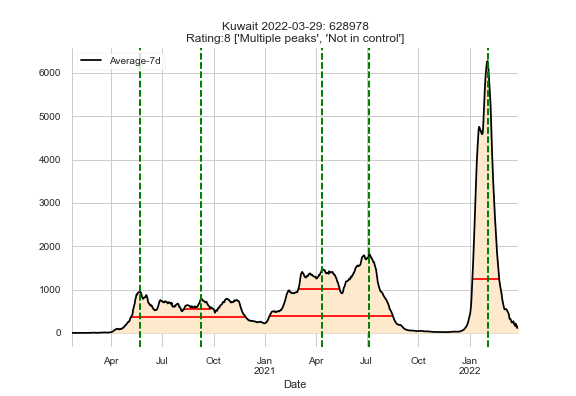 Kuwait 2022-03-29: 628978
Rating:8 ['Multiple peaks', 'Not in control']
Average-7d
6000
5000
4000
3000
2000
1000
0
Apr Jul Oct Jan Apr Jul Oct Jan
2021 2022
Date